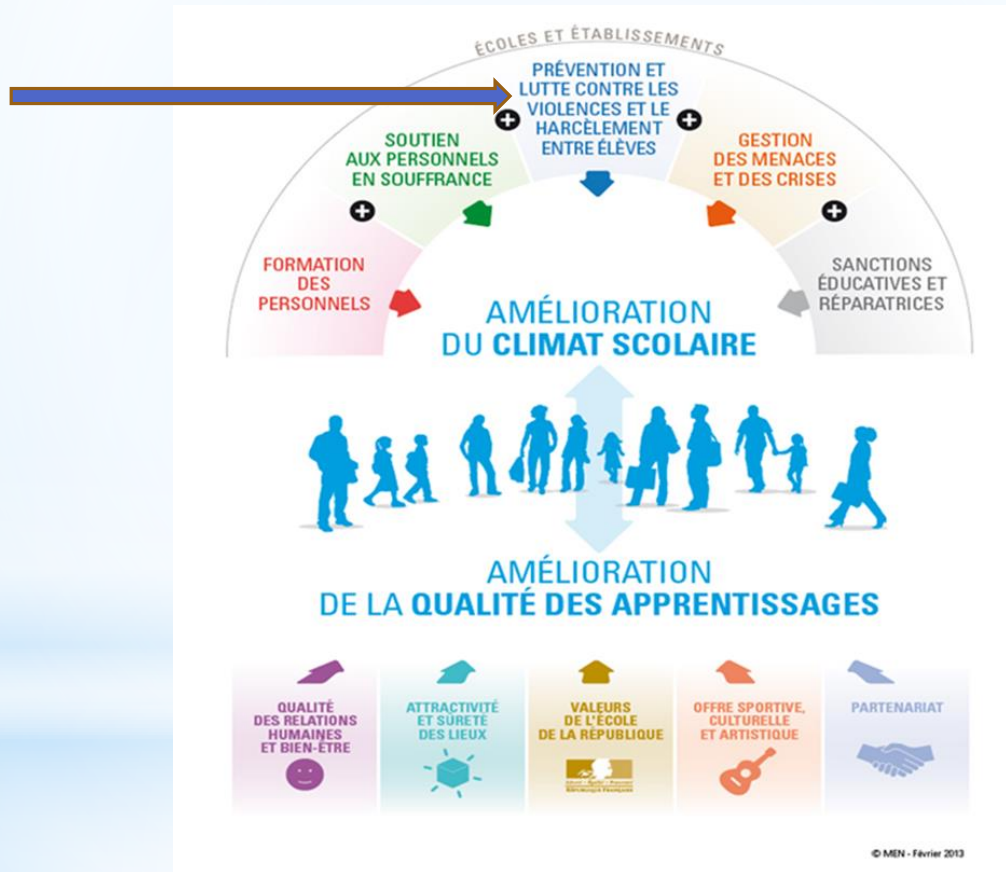 ÉCOLES ET ÉTABLISSEMENTS
PRÉVENTION ET
LUTTE CONTRE LES
VIOLENCES ET LE
HARCÈLEMENT
ENTRE ÉLÈVES
SOUTIEN
AUX PERSONNELS
EN SOUFFRANCE
GESTION
DES MENACES
ET DES CRISES
FORMATION
DES
PERSONNELS
SANCTIONS
ÉDUCATIVES ET
RÉPARATRICES
AMÉLIORATION
DU CLIMAT SCOLAIRE
AMÉLIORATION
DE LA QUALITÉ DES APPRENTISSAGES
QUALITÉ
DES RELATIONS
HUMAINES
ET BIEN-ÊTRE
ATTRACTIVITÉ
ET SÛRETÉ
DES LIEUX
VALEURS
DE L'ÉCOLE
DE LA RÉPUBLIQUE
RÉPUBLIQUE FRANÇAISE
OFFRE SPORTIVE,
CULTURELLE
ET ARTISTIQUE
PARTENARIAT
© MEN - Février 2013